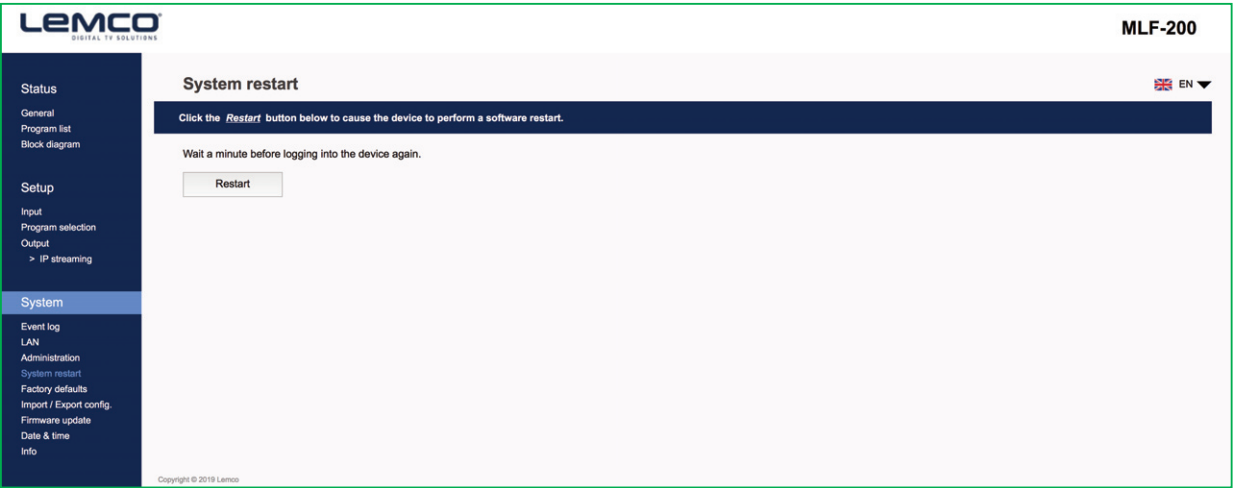 LEMCO
DIGITAL TV SOLUTIONS
MLF-200
Status
General
Program list
Block diagram
Setup
Input
Program selection
Output
> IP streaming
System
Event log
LAN
Administration
System restart
Factory defaults
Import / Export config.
Firmware update
Date & time
Info
System restart
EN
Click the Restart button below to cause the device to perform a software restart.
Wait a minute before logging into the device again.
Restart
Copyright © 2019 Lemco